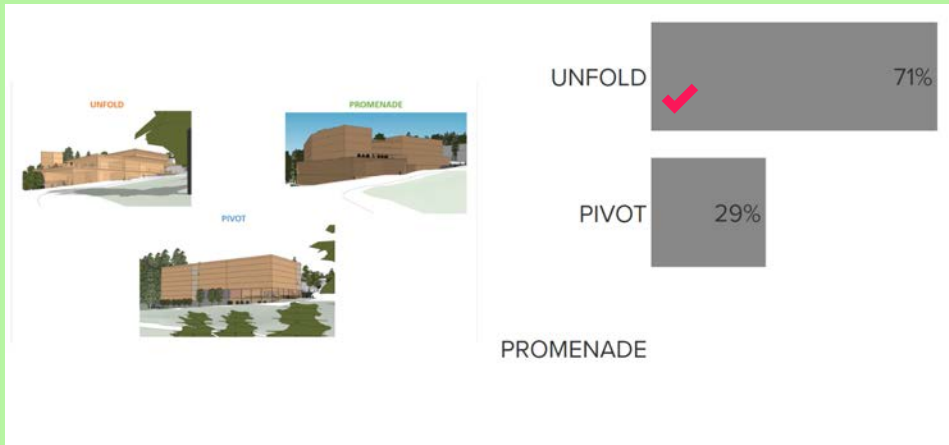 UNFOLD
PROMENADE
PIVOT
UNFOLD
71%
PIVOT
29%
PROMENADE